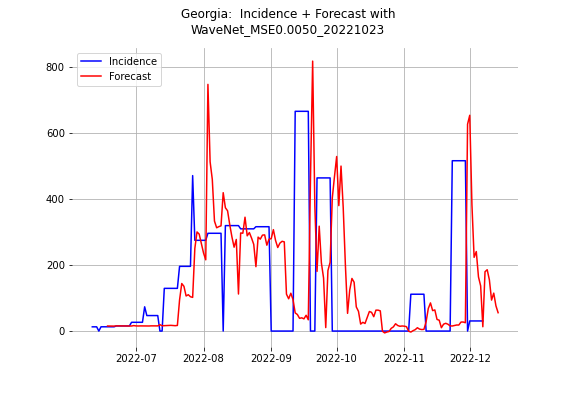 Georgia:  Incidence + Forecast with
WaveNet_MSE0.0050_20221023
Incidence
Forecast
800
600
400
200
0
2022-07 2022-08 2022-09 2022-10 2022-11 2022-12